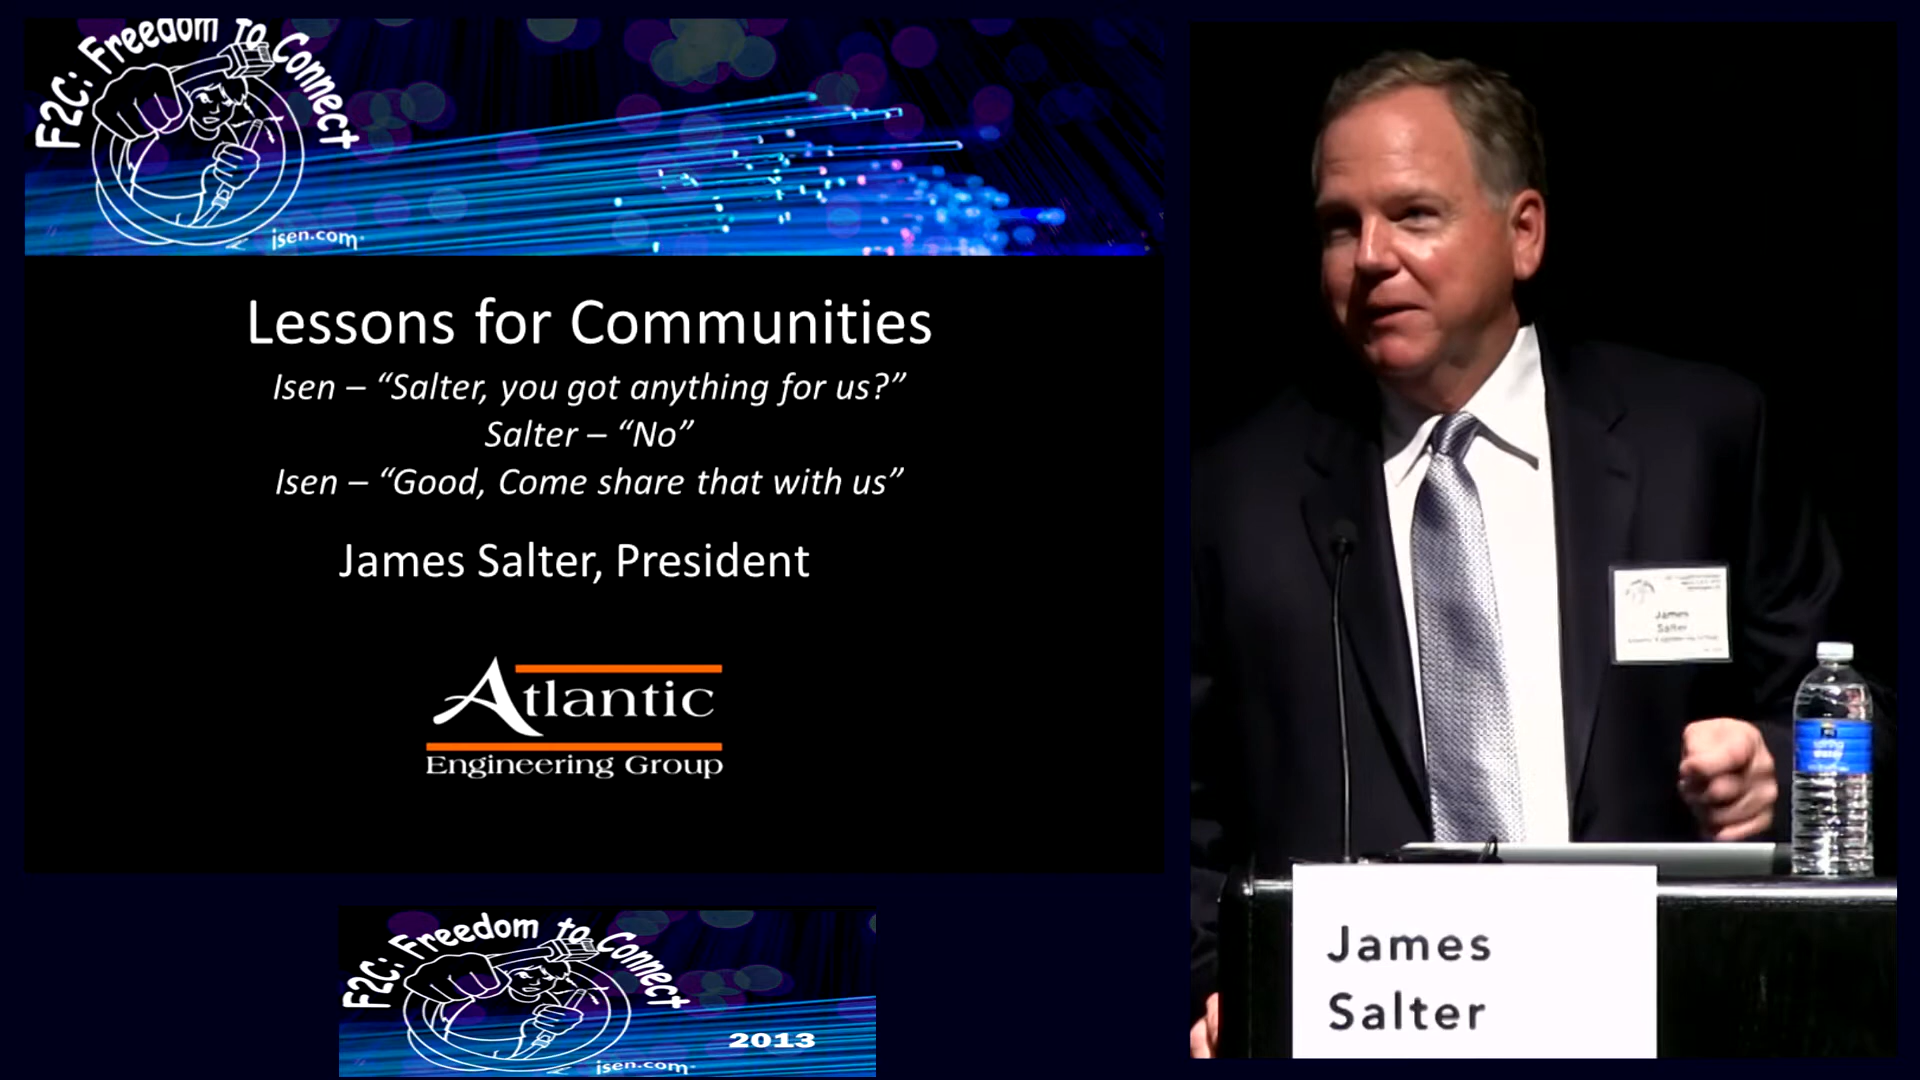 F2C: Freedom to Connect
isen.com
Lessons for Communities
Isen – “Salter, you got anything for us?”
Salter – “No”
Isen – “Good, Come share that with us”
James Salter, President
Atlantic
Engineering Group
F2C: Freedom to Connect
2013
isen.com
James
Salter
James
Salter